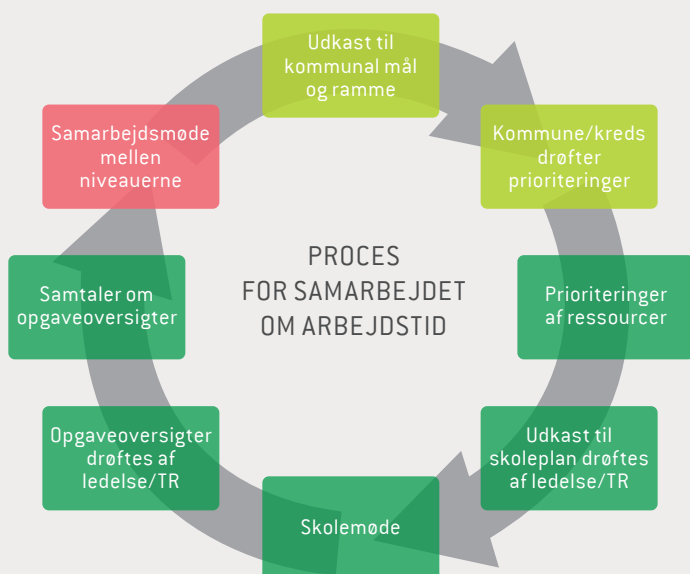 Udkast til
kommunal mål
og ramme
Kommune/kreds
drøfter
prioriteringer
Prioriteringer
af ressourcer
Udkast til
skoleplan drøftes
af ledelse/TR
Skolemøde
Opgaveoversigter
drøftes af
ledelse/TR
Samtaler om
opgaveoversigter
Samarbejdsmøde
mellen
niveauerne
PROCES
FOR SAMARBEJDET
OM ARBEJDSTID